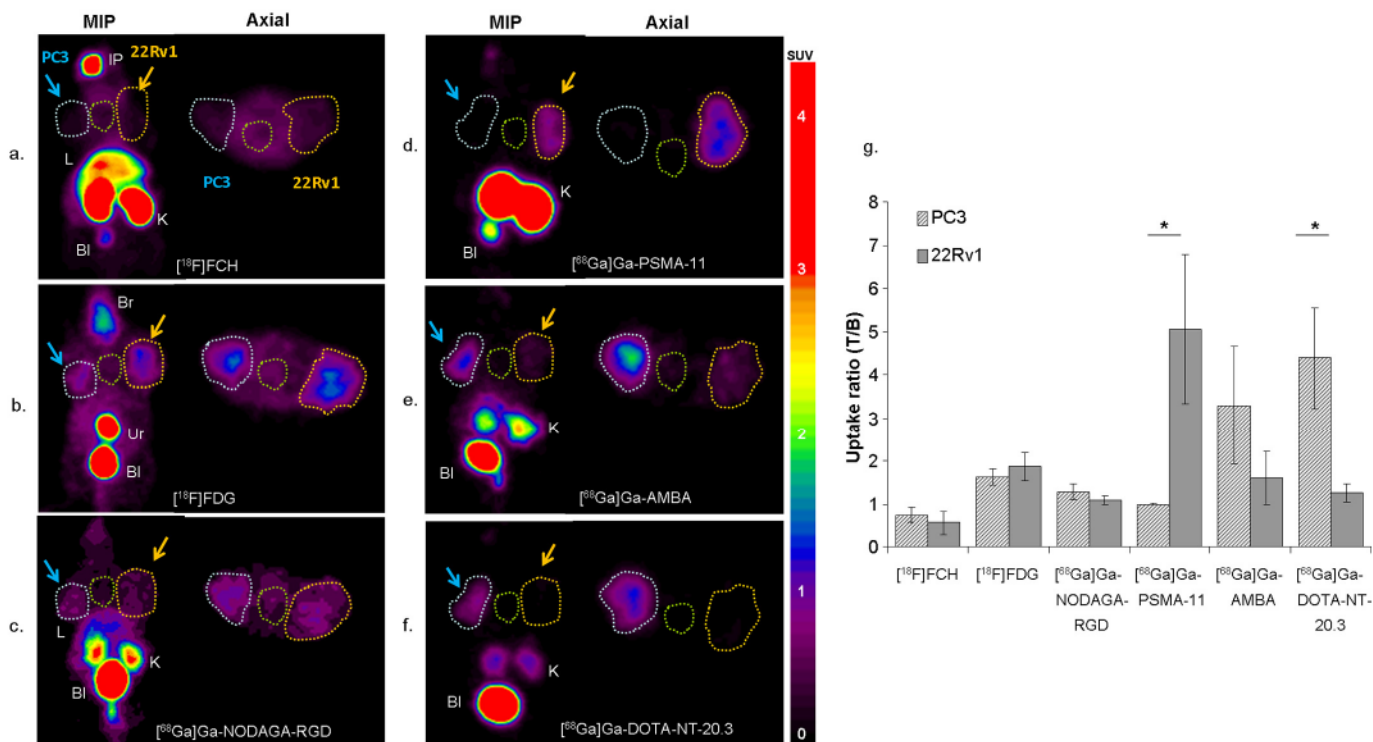 MIP Axial
PC3 IP 22Rv1
a. L PC3 22Rv1
K
Bl
[¹⁸F]FCH
Br
b.
Ur
Bl
[¹⁸F]FDG
c. L
K
Bl
[⁶⁸Ga]Ga-NODAGA-RGD
MIP Axial
d.
K
Bl
[⁶⁸Ga]Ga-PSMA-11
e.
K
Bl
[⁶⁸Ga]Ga-AMBA
f.
K
Bl
[⁶⁸Ga]Ga-DOTA-NT-20.3
SUV
4
3
2
1
0
g.
PC3
22Rv1
* *
Uptake ratio (T/B)
8
7
6
5
4
3
2
1
0
[¹⁸F]FCH
[¹⁸F]FDG
[⁶⁸Ga]Ga-
NODAGA-
RGD
[⁶⁸Ga]Ga-
PSMA-11
[⁶⁸Ga]Ga-
AMBA
[⁶⁸Ga]Ga-
DOTA-NT-
20.3